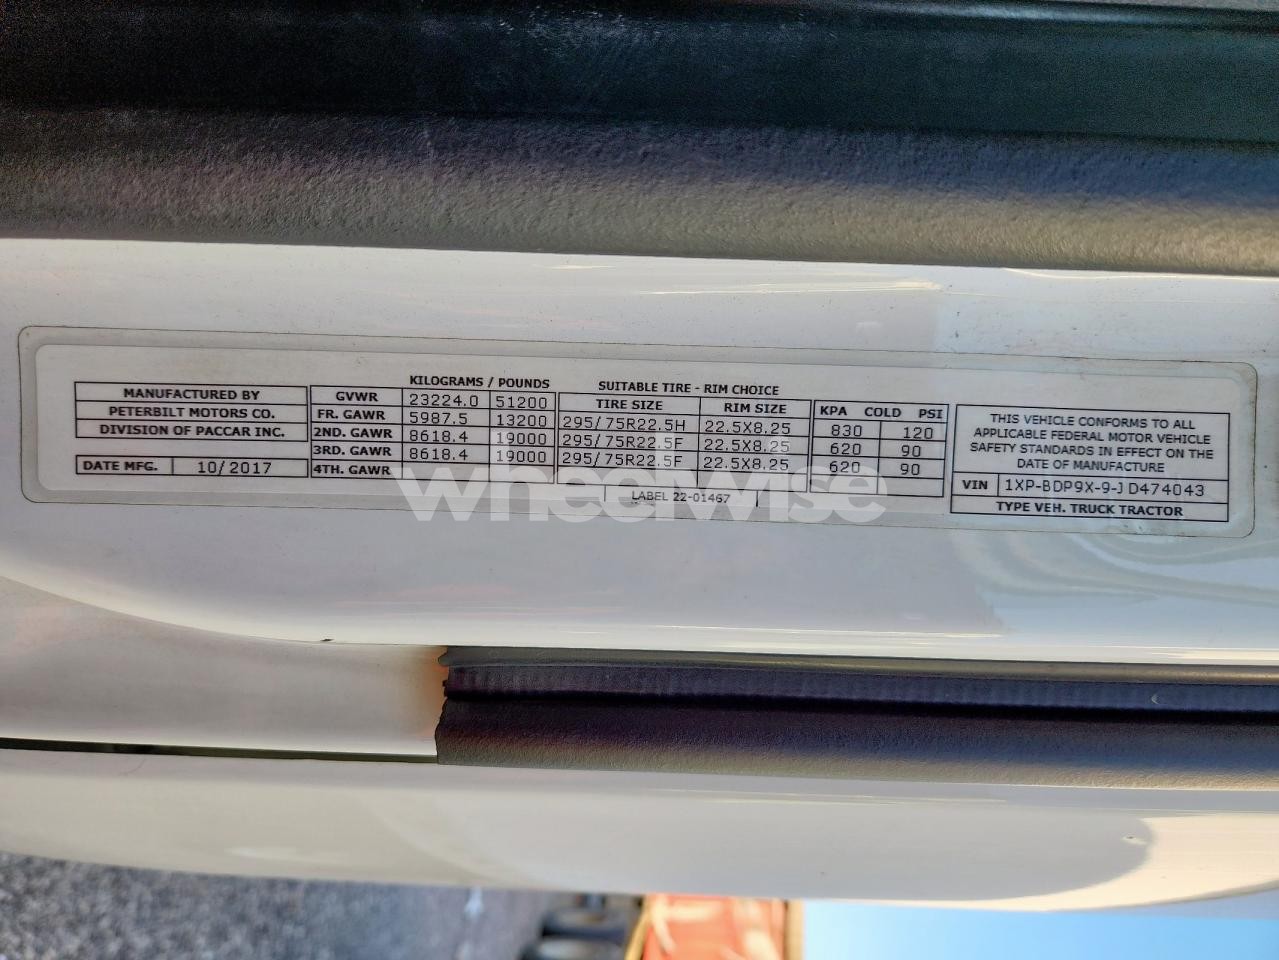 MANUFACTURED BY
PETERBILT MOTORS CO.
DIVISION OF PACCAR INC.
DATE MFG. 10/2017
KILOGRAMS / POUNDS
GVWR 23224.0 51200
FR. GAWR 5987.5 13200
2ND. GAWR 8618.4 19000
3RD. GAWR 8618.4 19000
4TH. GAWR
SUITABLE TIRE - RIM CHOICE
TIRE SIZE RIM SIZE
295/75R22.5H 22.5X8.25
295/75R22.5F 22.5X8.25
295/75R22.5F 22.5X8.25
LABEL 22-01467
KPA COLD PSI
830 120
620 90
620 90
THIS VEHICLE CONFORMS TO ALL
APPLICABLE FEDERAL MOTOR VEHICLE
SAFETY STANDARDS IN EFFECT ON THE
DATE OF MANUFACTURE
VIN 1XP-BDP9X-9-JD474043
TYPE VEH. TRUCK TRACTOR
wheelwise